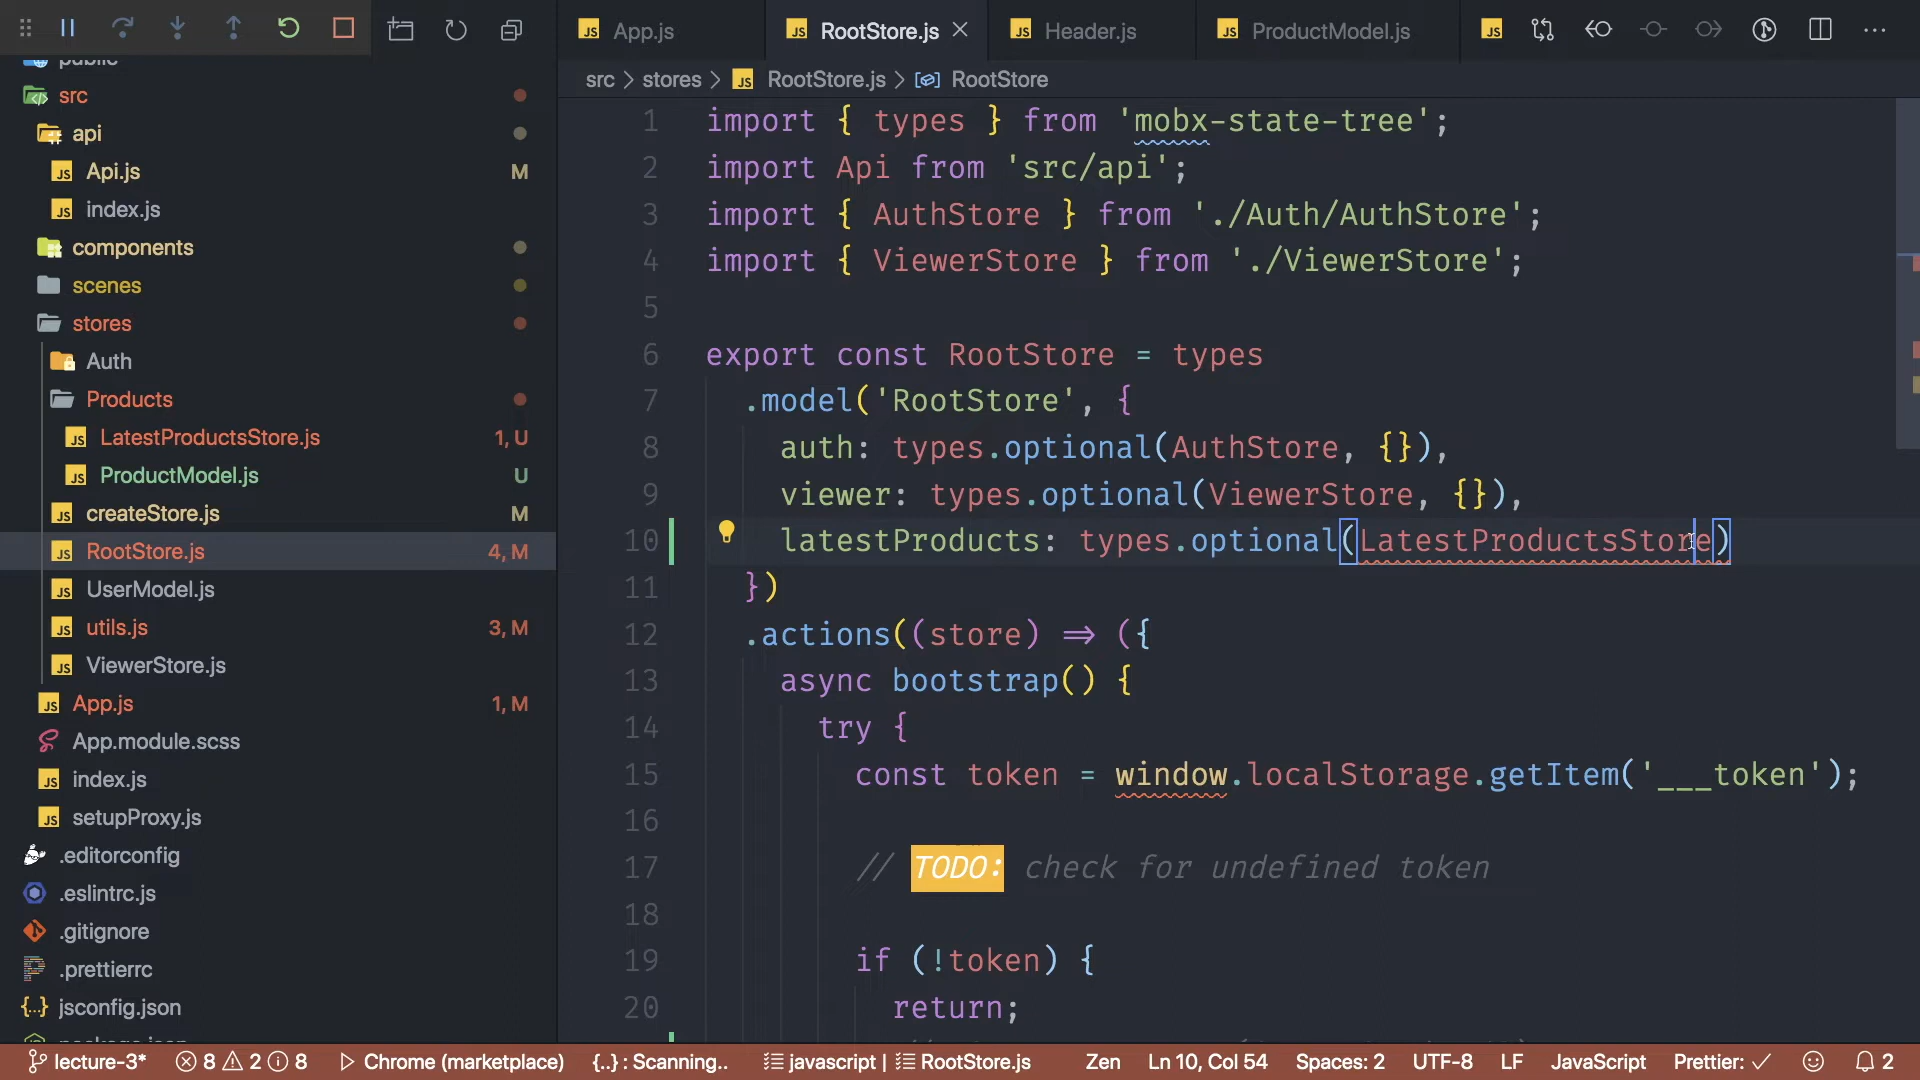 App.js
RootStore.js
Header.js
ProductModel.js
src > stores > RootStore.js > RootStore
public
src
api
Api.js M
index.js
components
scenes
stores
Auth
Products
LatestProductsStore.js 1, U
ProductModel.js U
createStore.js M
RootStore.js 4, M
UserModel.js
utils.js 3, M
ViewerStore.js
App.js 1, M
App.module.scss
index.js
setupProxy.js
.editorconfig
.eslintrc.js
.gitignore
.prettierrc
jsconfig.json
1 import { types } from 'mobx-state-tree';
2 import Api from 'src/api';
3 import { AuthStore } from './Auth/AuthStore';
4 import { ViewerStore } from './ViewerStore';
5
6 export const RootStore = types
7 .model('RootStore', {
8 auth: types.optional(AuthStore, {}),
9 viewer: types.optional(ViewerStore, {}),
10 latestProducts: types.optional(LatestProductsStore)
11 })
12 .actions((store) => ({
13 async bootstrap() {
14 try {
15 const token = window.localStorage.getItem('___token');
16
17 // TODO: check for undefined token
18
19 if (!token) {
20 return;
lecture-3* 8 2 8 Chrome (marketplace) {..} : Scanning.. javascript | RootStore.js Zen Ln 10, Col 54 Spaces: 2 UTF-8 LF JavaScript Prettier: ✓ 2